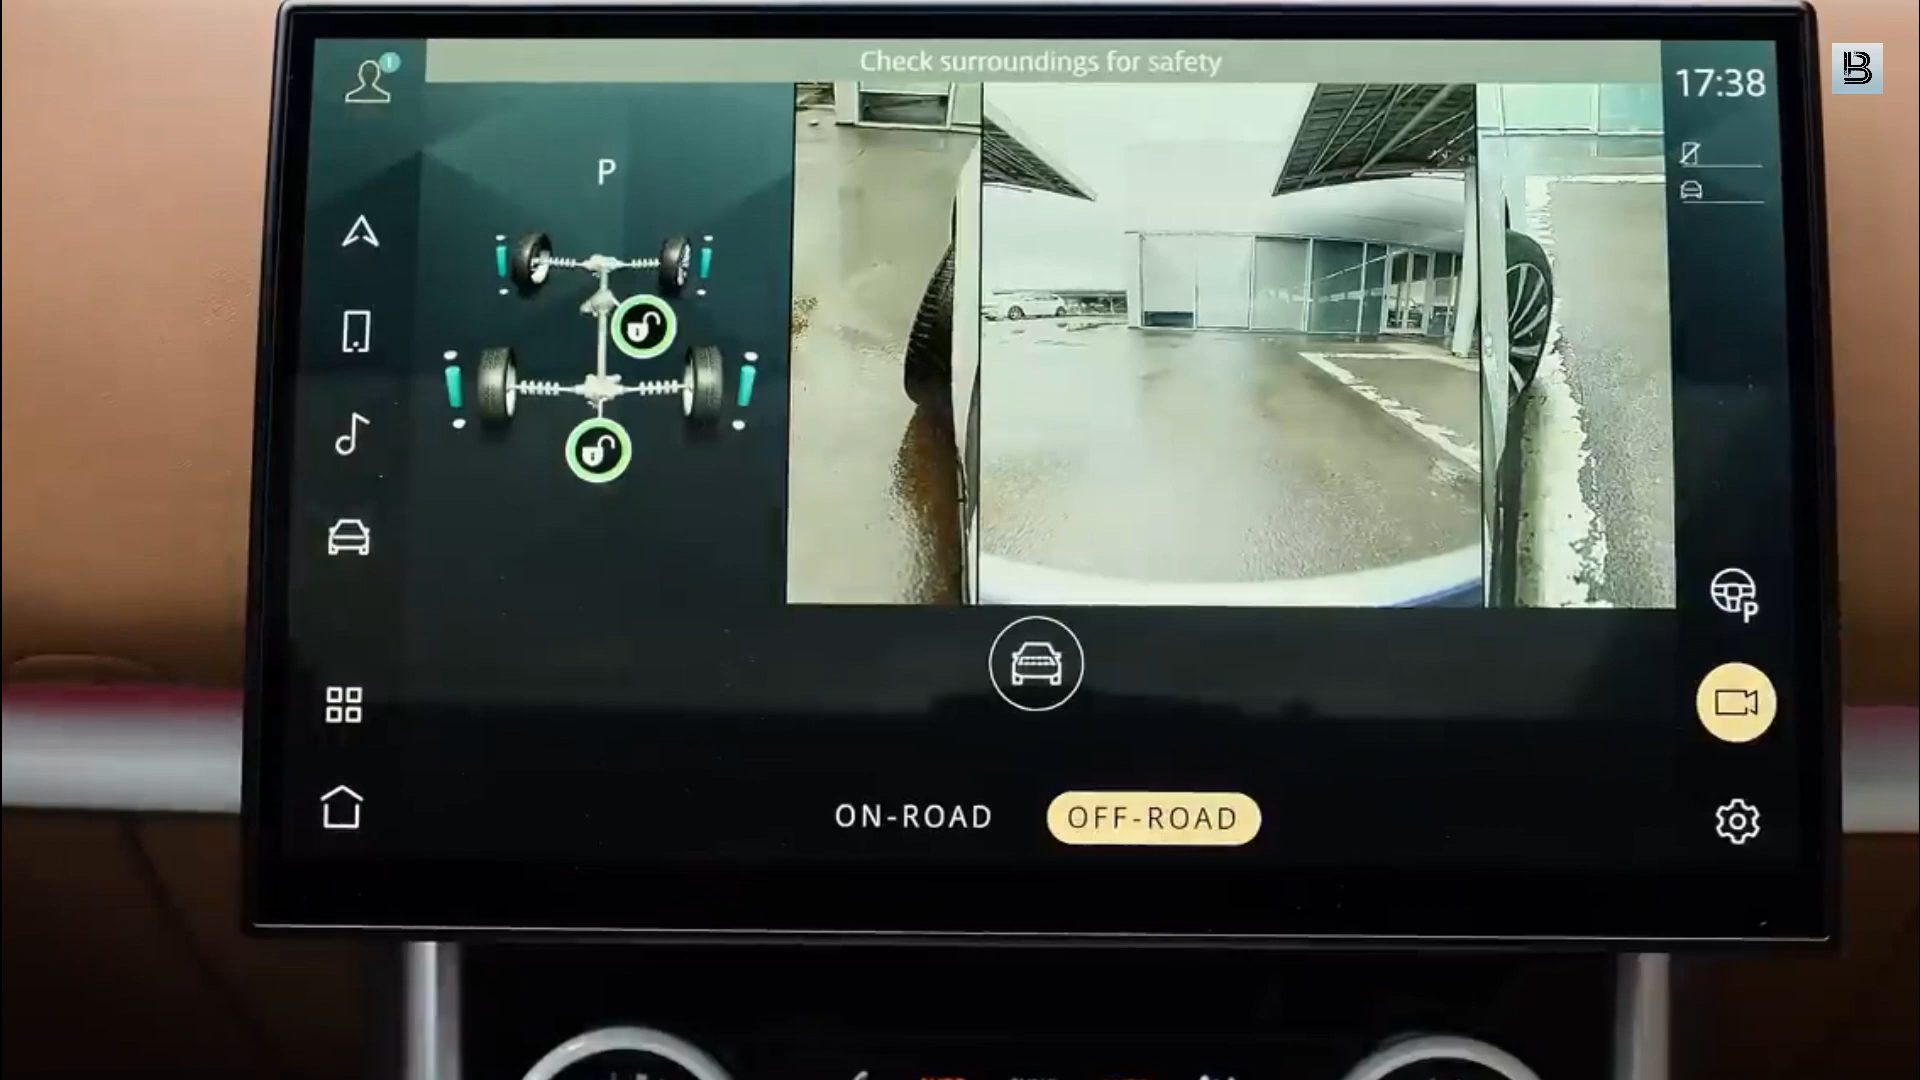 Check surroundings for safety
17:38
P
P
ON-ROAD
OFF-ROAD
B